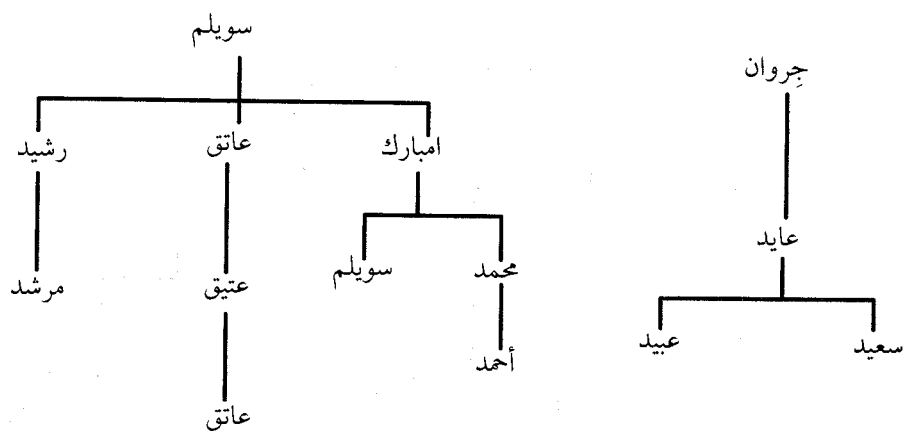 سويلم
جِروان
امبارك
عاتق
رشيد
عايد
محمد
سويلم
عتيق
مرشد
سعيد
عبيد
أحمد
عاتق